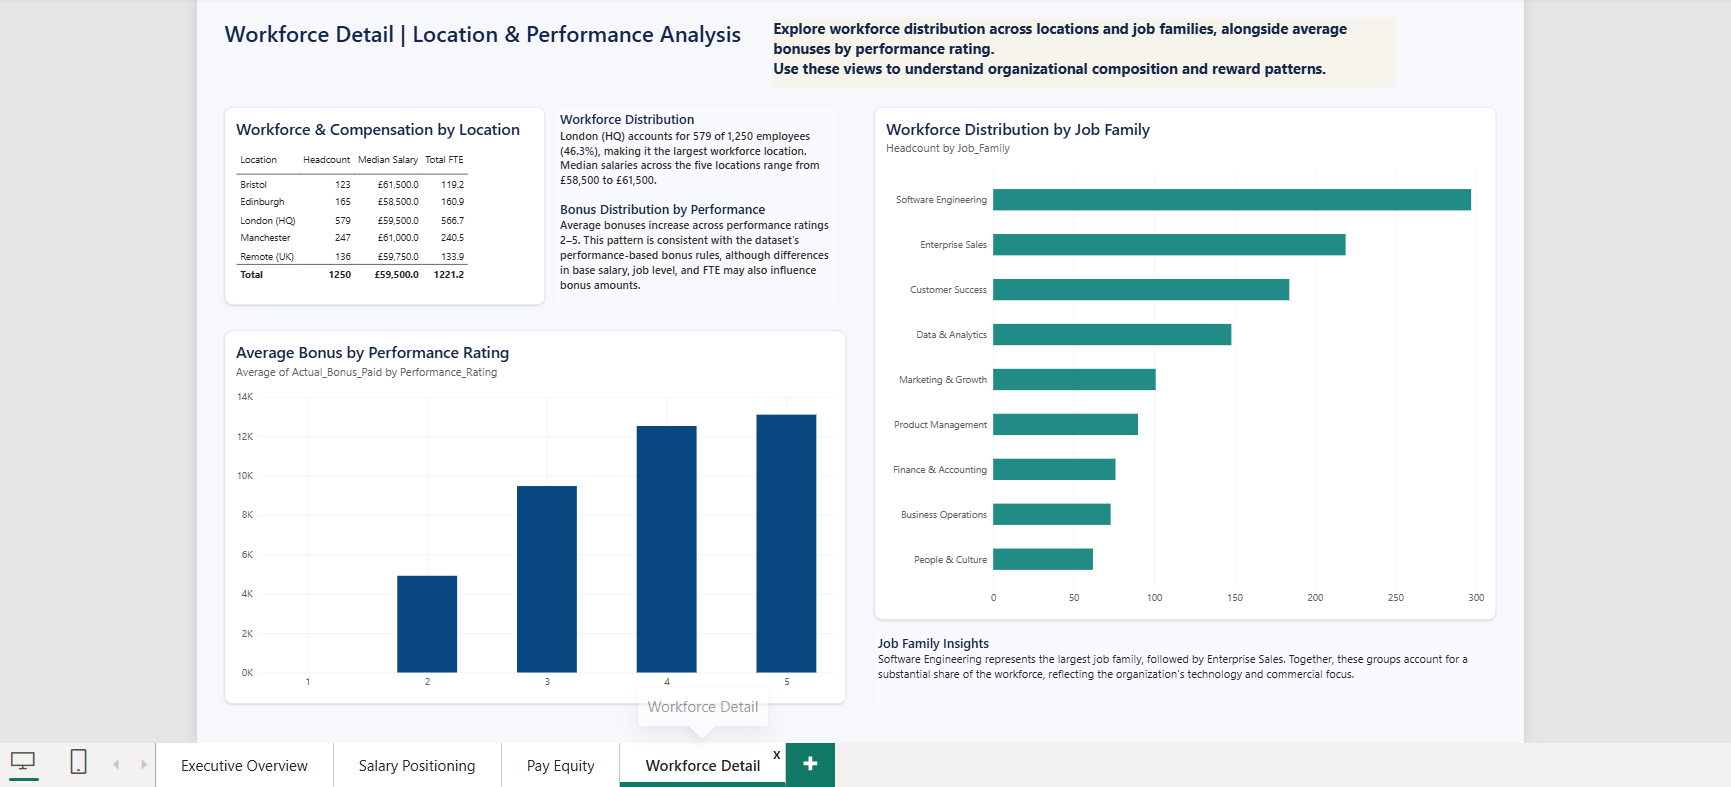 Workforce Detail | Location & Performance Analysis
Explore workforce distribution across locations and job families, alongside average
bonuses by performance rating.
Use these views to understand organizational composition and reward patterns.
Workforce & Compensation by Location
Location Headcount Median Salary Total FTE
Bristol 123 £61,500.0 119.2
Edinburgh 165 £58,500.0 160.9
London (HQ) 579 £59,500.0 566.7
Manchester 247 £61,000.0 240.5
Remote (UK) 136 £59,750.0 133.9
Total 1250 £59,500.0 1221.2
Workforce Distribution
London (HQ) accounts for 579 of 1,250 employees
(46.3%), making it the largest workforce location.
Median salaries across the five locations range from
£58,500 to £61,500.
Bonus Distribution by Performance
Average bonuses increase across performance ratings
2–5. This pattern is consistent with the dataset's
performance-based bonus rules, although differences
in base salary, job level, and FTE may also influence
bonus amounts.
Average Bonus by Performance Rating
Average of Actual_Bonus_Paid by Performance_Rating
14K
12K
10K
8K
6K
4K
2K
0K
1 2 3 4 5
Workforce Distribution by Job Family
Headcount by Job_Family
Software Engineering
Enterprise Sales
Customer Success
Data & Analytics
Marketing & Growth
Product Management
Finance & Accounting
Business Operations
People & Culture
0 50 100 150 200 250 300
Job Family Insights
Software Engineering represents the largest job family, followed by Enterprise Sales. Together, these groups account for a
substantial share of the workforce, reflecting the organization's technology and commercial focus.
Workforce Detail
Executive Overview Salary Positioning Pay Equity Workforce Detail x +